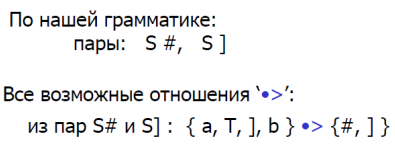 По нашей грамматике:
пары: S #, S ]
Все возможные отношения ‘•>’:
из пар S# и S] : { a, T, ], b } •> {#, ] }